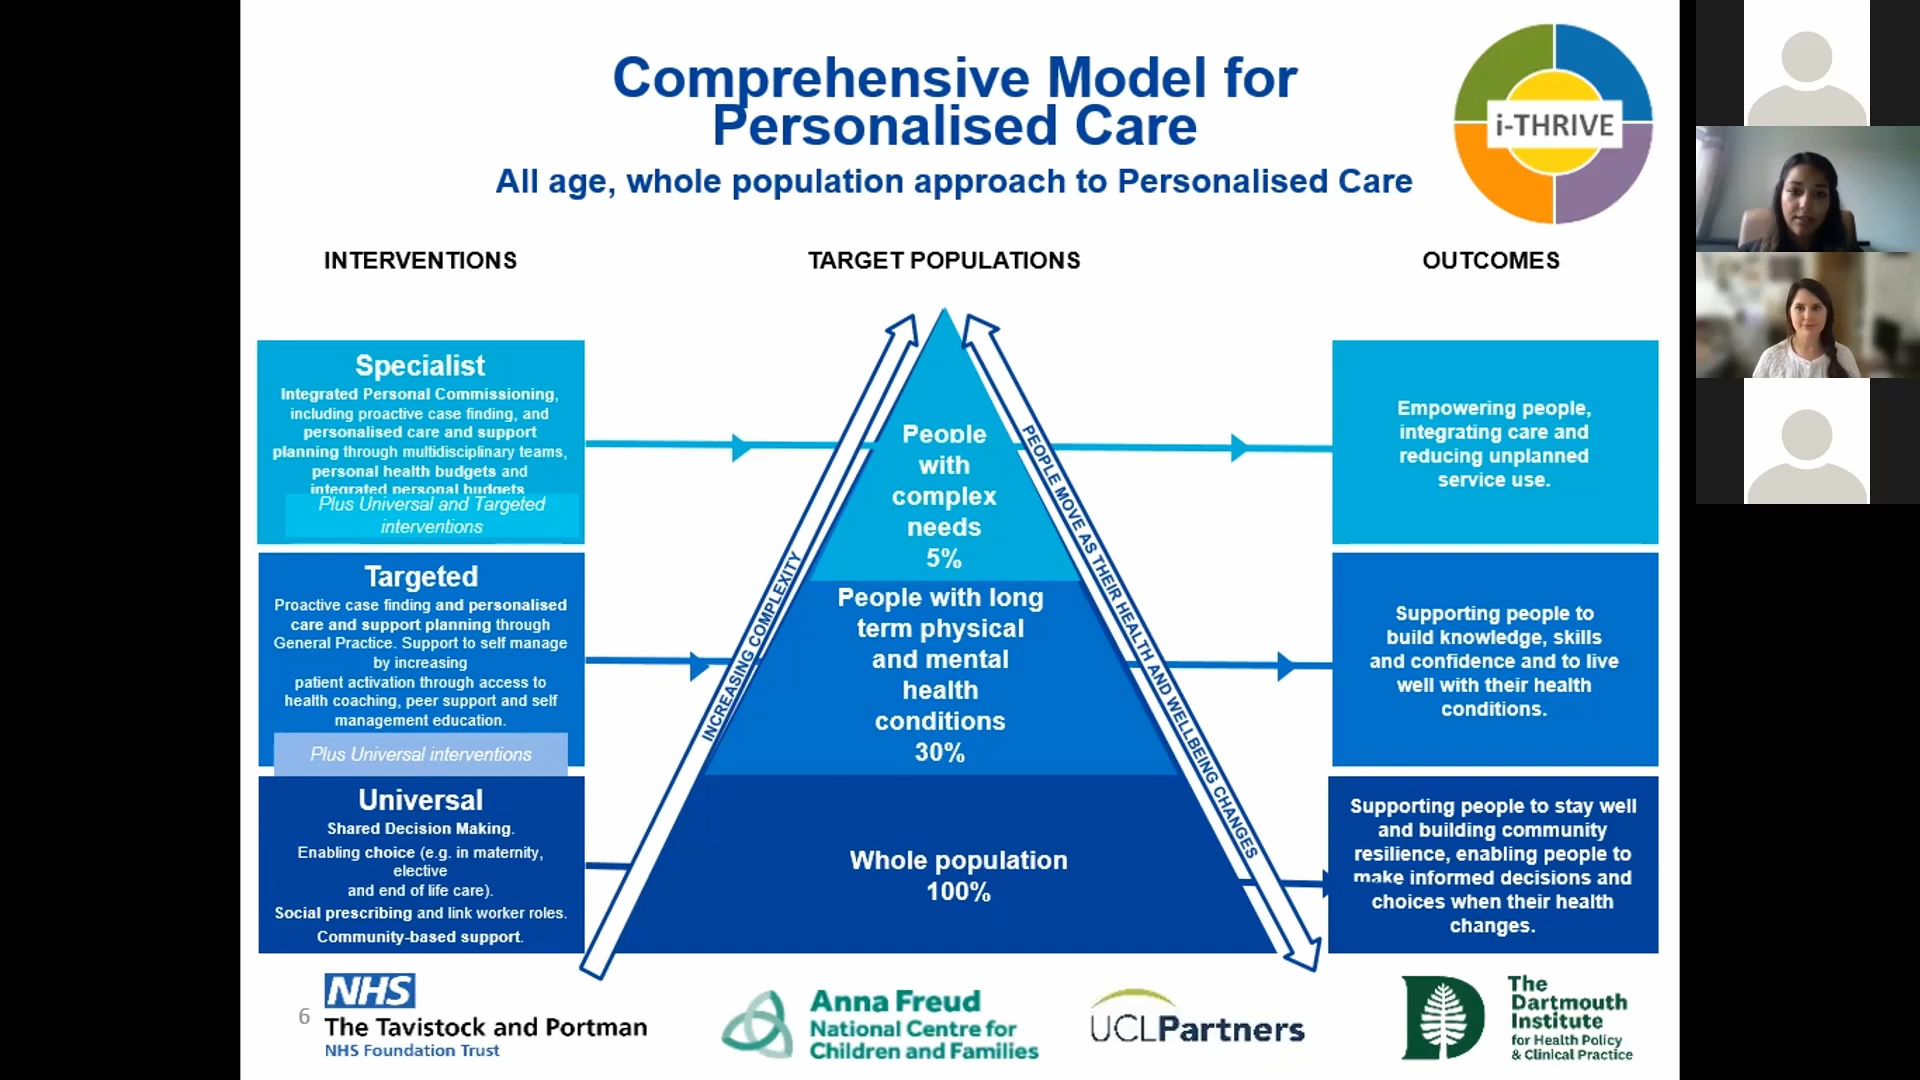 Comprehensive Model for
Personalised Care
All age, whole population approach to Personalised Care
i-THRIVE
INTERVENTIONS
TARGET POPULATIONS
OUTCOMES
Specialist
Integrated Personal Commissioning,
including proactive case finding, and
personalised care and support
planning through multidisciplinary teams,
personal health budgets and
integrated personal budgets
Plus Universal and Targeted
interventions
Targeted
Proactive case finding and personalised
care and support planning through
General Practice. Support to self manage
by increasing
patient activation through access to
health coaching, peer support and self
management education.
Plus Universal interventions
Universal
Shared Decision Making.
Enabling choice (e.g. in maternity,
elective
and end of life care).
Social prescribing and link worker roles.
Community-based support.
INCREASING COMPLEXITY
People
with
complex
needs
5%
People with long
term physical
and mental
health
conditions
30%
Whole population
100%
PEOPLE MOVE AS THEIR HEALTH AND WELLBEING CHANGES
Empowering people,
integrating care and
reducing unplanned
service use.
Supporting people to
build knowledge, skills
and confidence and to live
well with their health
conditions.
Supporting people to stay well
and building community
resilience, enabling people to
make informed decisions and
choices when their health
changes.
6
NHS
The Tavistock and Portman
NHS Foundation Trust
Anna Freud
National Centre for
Children and Families
UCLPartners
The
Dartmouth
Institute
for Health Policy
& Clinical Practice